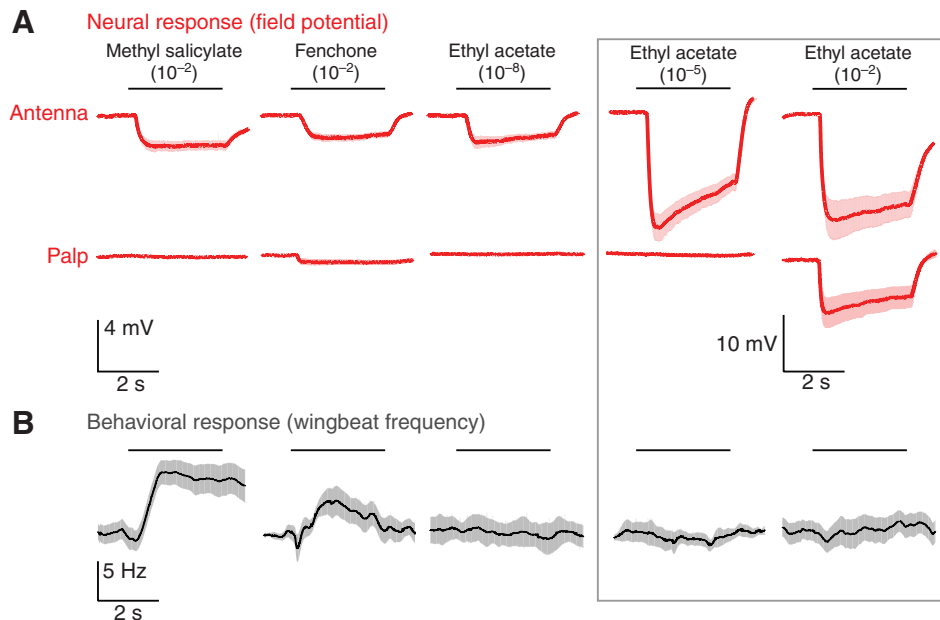 A
Neural response (field potential)
Methyl salicylate
(10⁻²)
Fenchone
(10⁻²)
Ethyl acetate
(10⁻⁸)
Ethyl acetate
(10⁻⁵)
Ethyl acetate
(10⁻²)
Antenna
Palp
4 mV
2 s
10 mV
2 s
B
Behavioral response (wingbeat frequency)
5 Hz
2 s